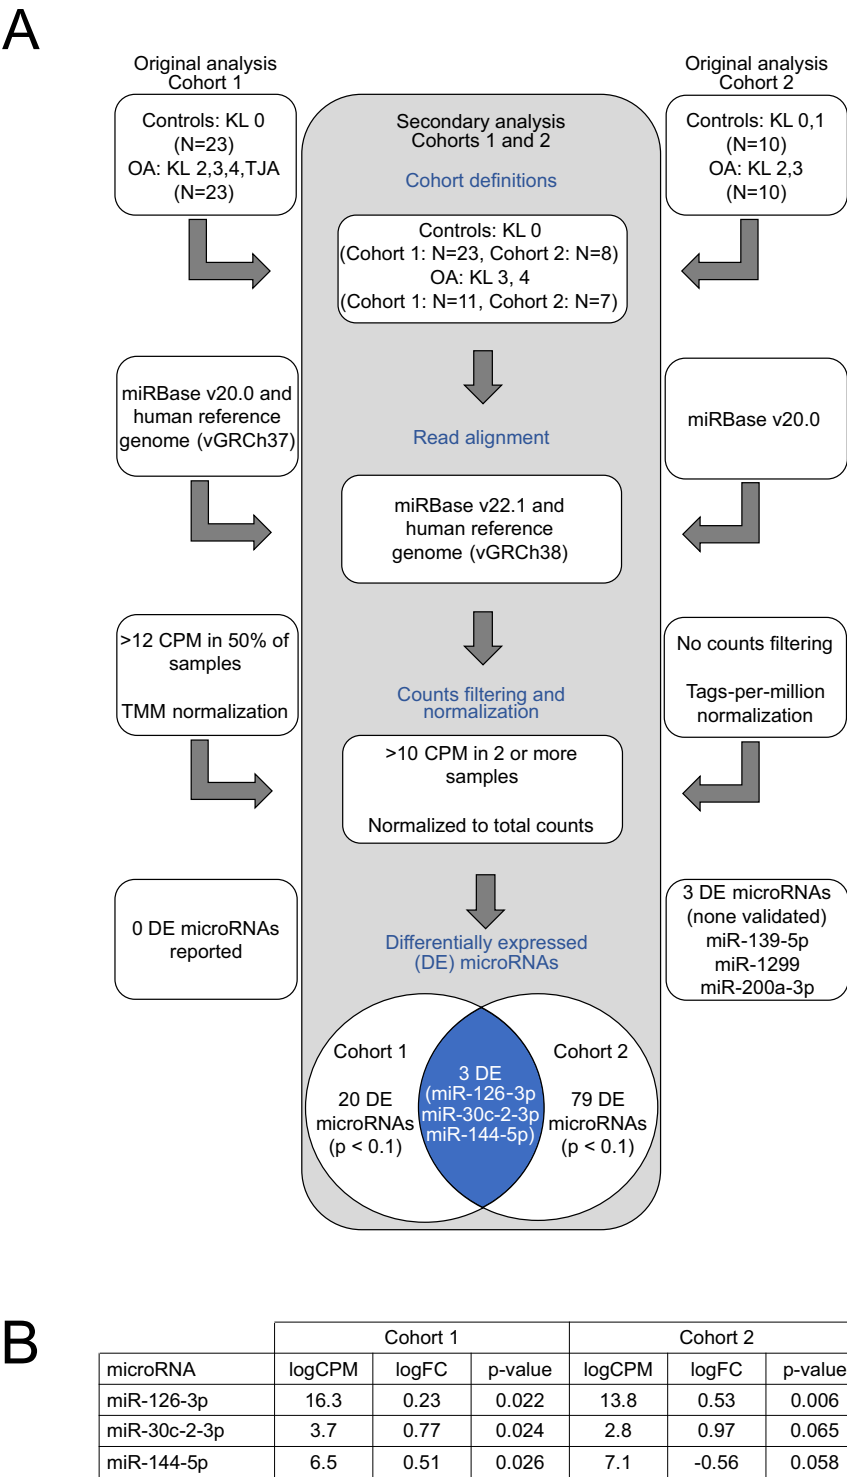 A
Original analysis
Cohort 1
Controls: KL 0
(N=23)
OA: KL 2,3,4,TJA
(N=23)
Secondary analysis
Cohorts 1 and 2
Cohort definitions
Controls: KL 0
(Cohort 1: N=23, Cohort 2: N=8)
OA: KL 3, 4
(Cohort 1: N=11, Cohort 2: N=7)
Original analysis
Cohort 2
Controls: KL 0,1
(N=10)
OA: KL 2,3
(N=10)
miRBase v20.0 and
human reference
genome (vGRCh37)
Read alignment
miRBase v22.1 and
human reference
genome (vGRCh38)
miRBase v20.0
>12 CPM in 50% of
samples
TMM normalization
Counts filtering and
normalization
>10 CPM in 2 or more
samples
Normalized to total counts
No counts filtering
Tags-per-million
normalization
0 DE microRNAs
reported
Differentially expressed
(DE) microRNAs
3 DE microRNAs
(none validated)
miR-139-5p
miR-1299
miR-200a-3p
Cohort 1
20 DE
microRNAs
(p < 0.1)
3 DE
(miR-126-3p
miR-30c-2-3p
miR-144-5p)
Cohort 2
79 DE
microRNAs
(p < 0.1)
B
Cohort 1 Cohort 2
microRNA logCPM logFC p-value logCPM logFC p-value
miR-126-3p 16.3 0.23 0.022 13.8 0.53 0.006
miR-30c-2-3p 3.7 0.77 0.024 2.8 0.97 0.065
miR-144-5p 6.5 0.51 0.026 7.1 -0.56 0.058